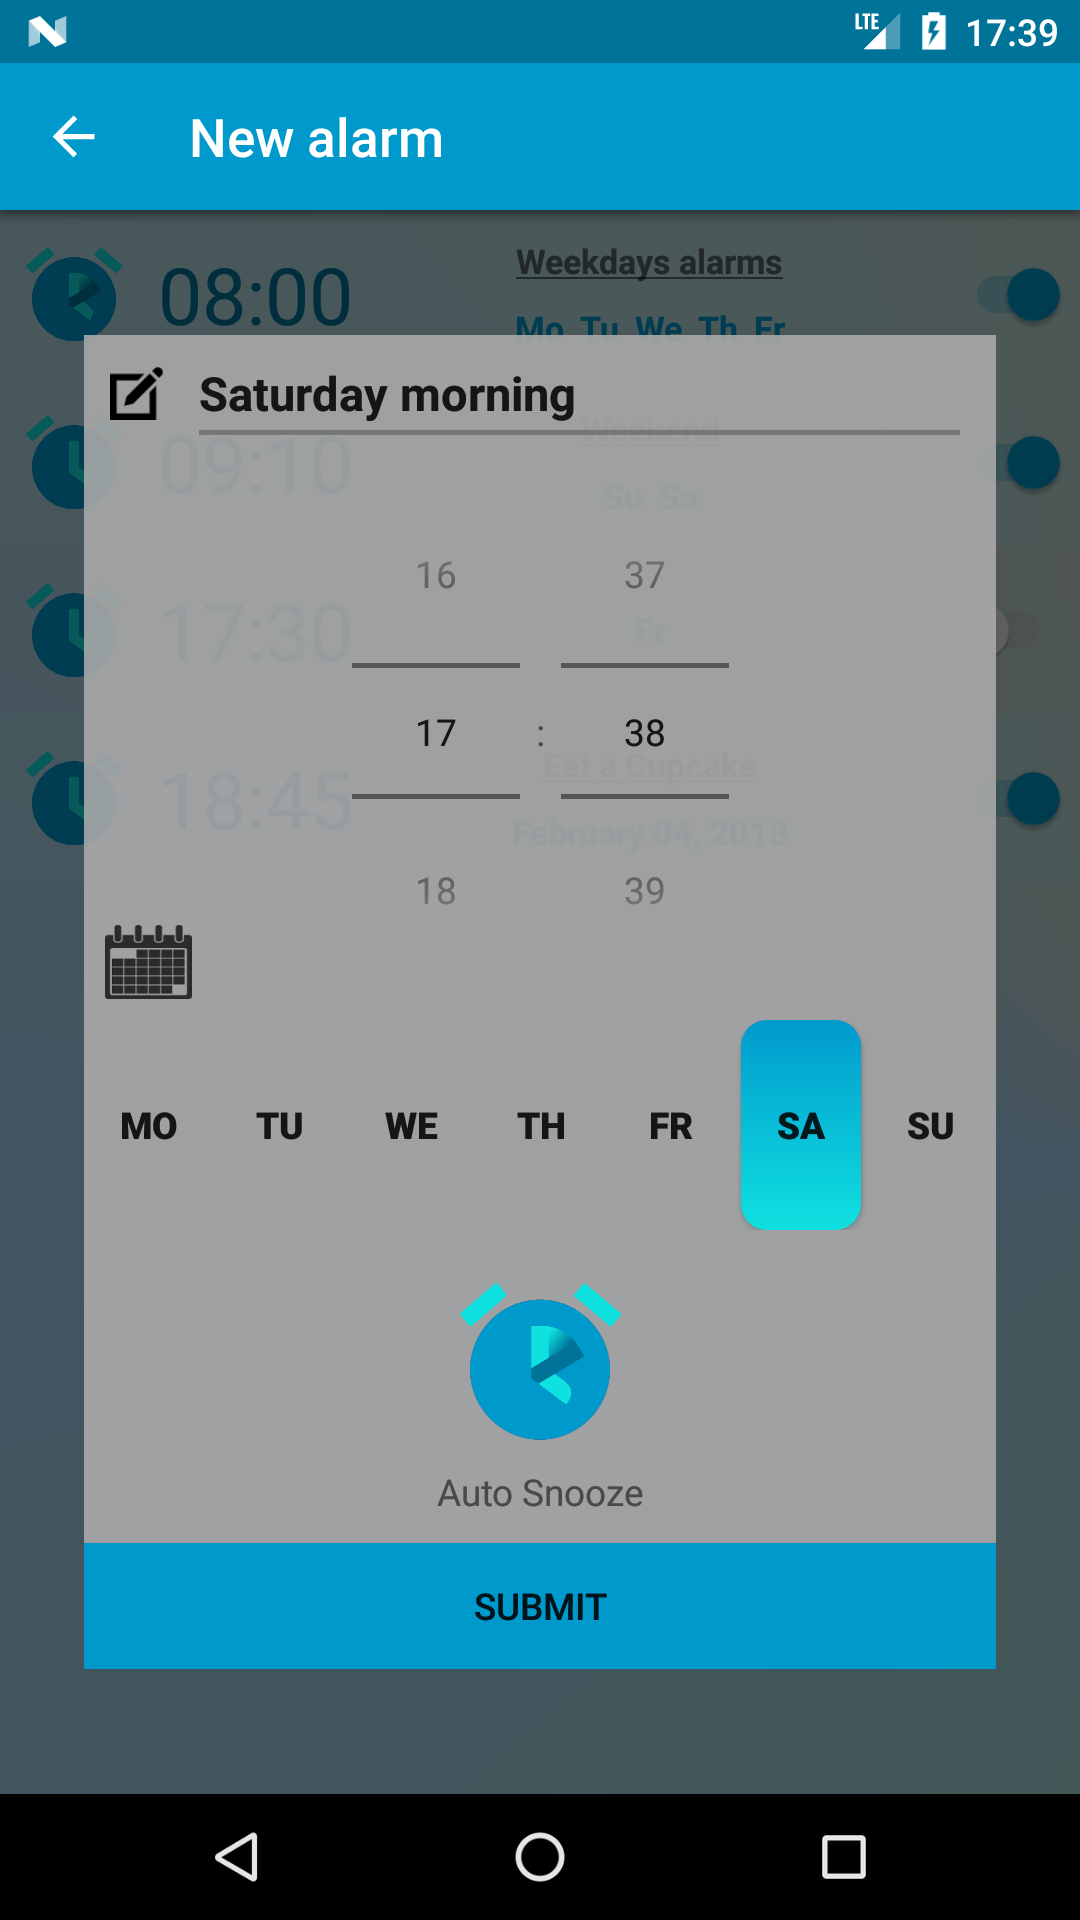 LTE 17:39
New alarm
08:00
Weekdays alarms
Mo Tu We Th Fr
Saturday morning
09:10
Weekend
Su Sa
16 37
17:30
Fr
17 : 38
18:45
Eat a Cupcake
February 04, 2018
18 39
MO TU WE TH FR SA SU
Auto Snooze
SUBMIT